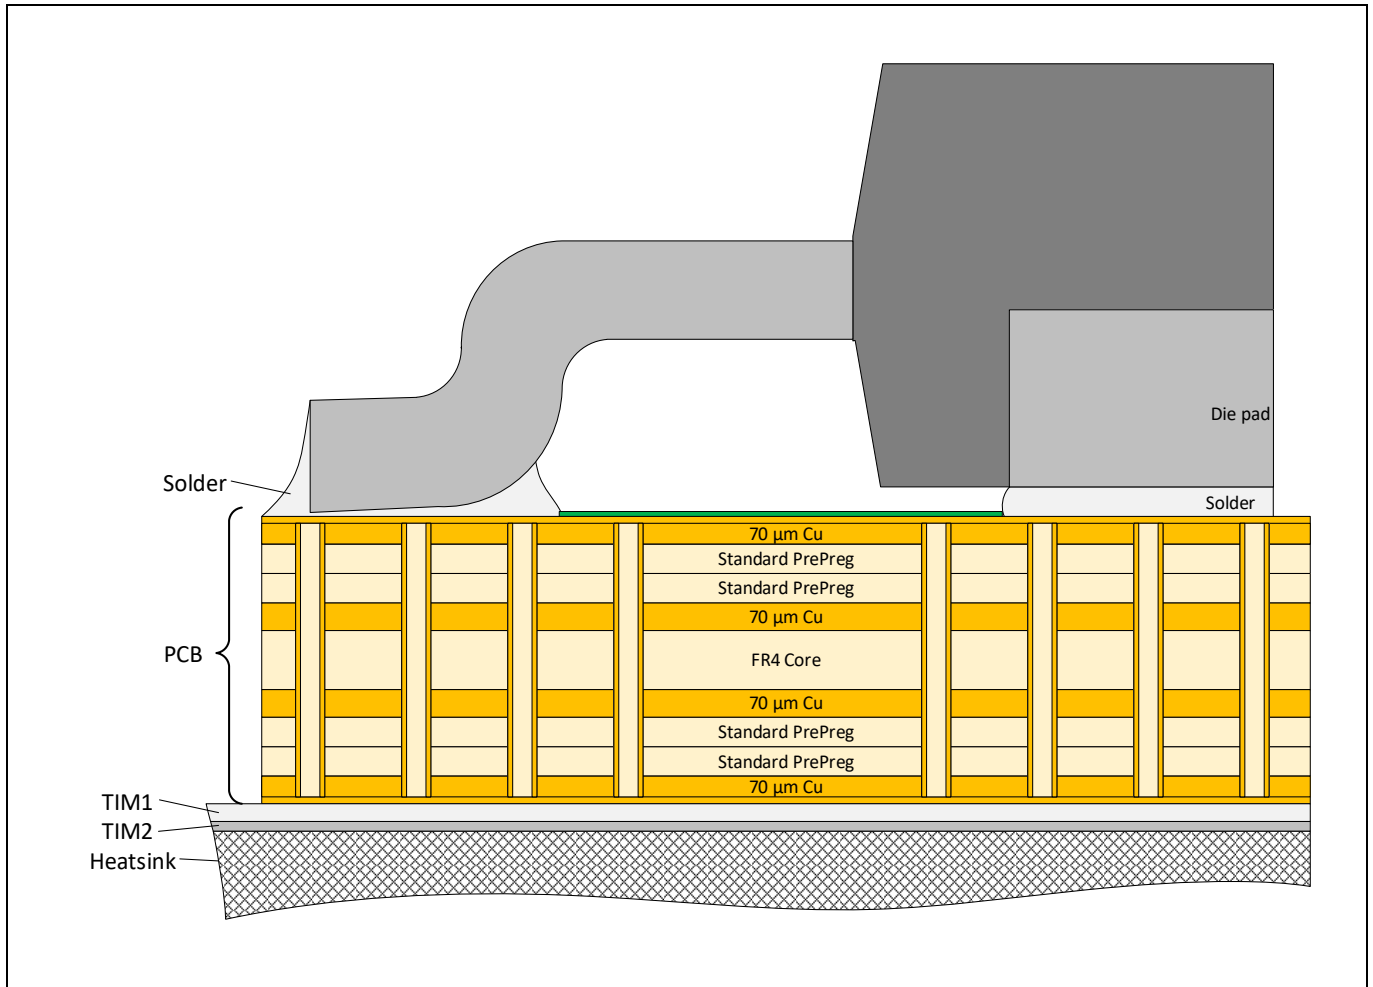 Die pad
Solder
Solder
70 µm Cu
Standard PrePreg
Standard PrePreg
70 µm Cu
PCB
FR4 Core
70 µm Cu
Standard PrePreg
Standard PrePreg
70 µm Cu
TIM1
TIM2
Heatsink